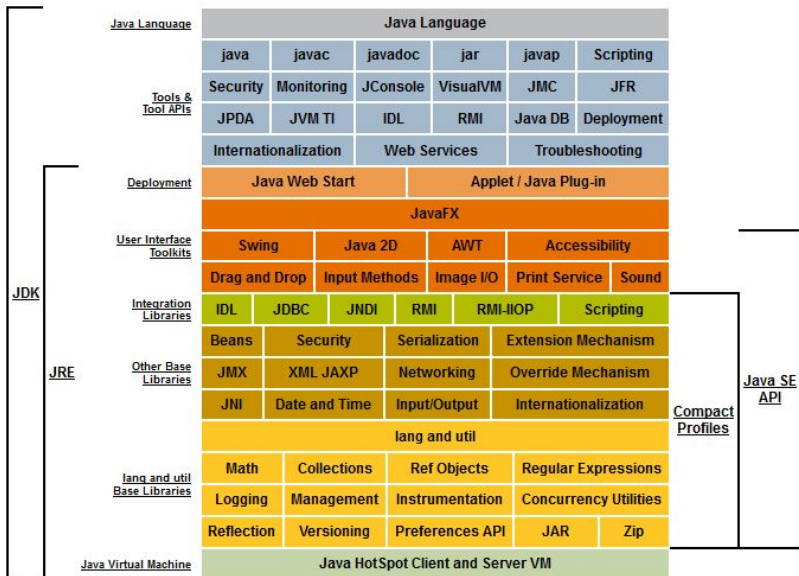 Java Language Java Language
java javac javadoc jar javap Scripting
Tools & Tool APIs
Security Monitoring JConsole VisualVM JMC JFR
JPDA JVM TI IDL RMI Java DB Deployment
Internationalization Web Services Troubleshooting
Deployment Java Web Start Applet / Java Plug-in
JavaFX
User Interface Toolkits
Swing Java 2D AWT Accessibility
Drag and Drop Input Methods Image I/O Print Service Sound
Integration Libraries
IDL JDBC JNDI RMI RMI-IIOP Scripting
JDK
Beans Security Serialization Extension Mechanism
JRE
Other Base Libraries
JMX XML JAXP Networking Override Mechanism
Java SE API
JNI Date and Time Input/Output Internationalization
Compact Profiles
lang and util
lang and util Base Libraries
Math Collections Ref Objects Regular Expressions
Logging Management Instrumentation Concurrency Utilities
Reflection Versioning Preferences API JAR Zip
Java Virtual Machine Java HotSpot Client and Server VM